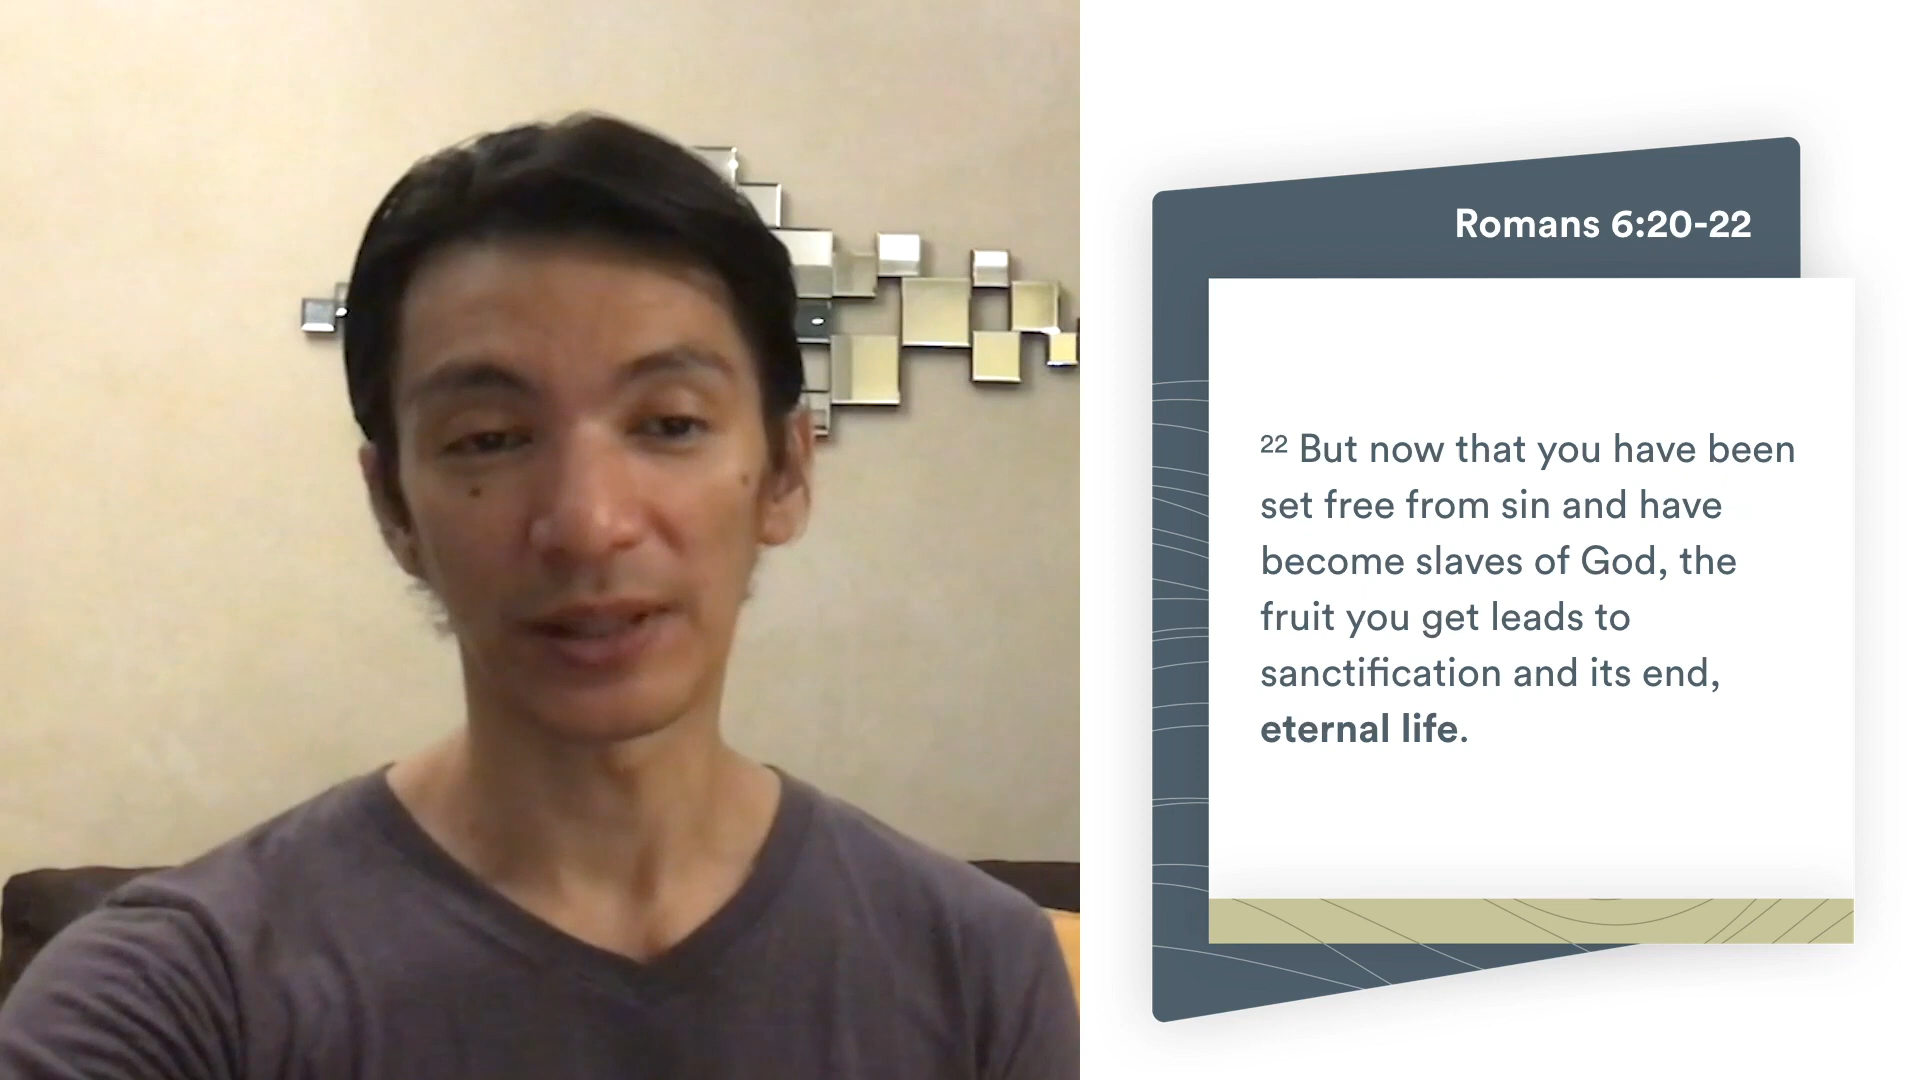 Romans 6:20-22
22 But now that you have been
set free from sin and have
become slaves of God, the
fruit you get leads to
sanctification and its end,
eternal life.